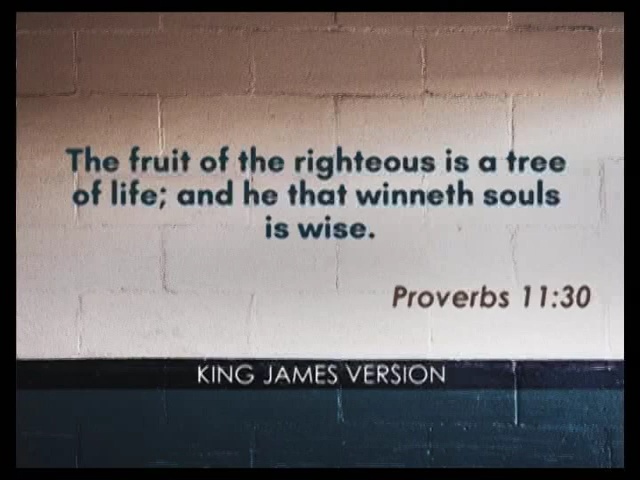 The fruit of the righteous is a tree
of life; and he that winneth souls
is wise.
Proverbs 11:30
KING JAMES VERSION